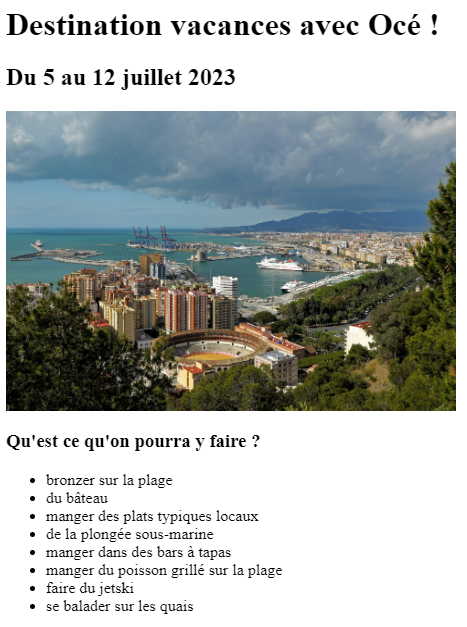 Destination vacances avec Océ !
Du 5 au 12 juillet 2023
Qu'est ce qu'on pourra y faire ?
bronzer sur la plage
du bâteau
manger des plats typiques locaux
de la plongée sous-marine
manger dans des bars à tapas
manger du poisson grillé sur la plage
faire du jetski
se balader sur les quais